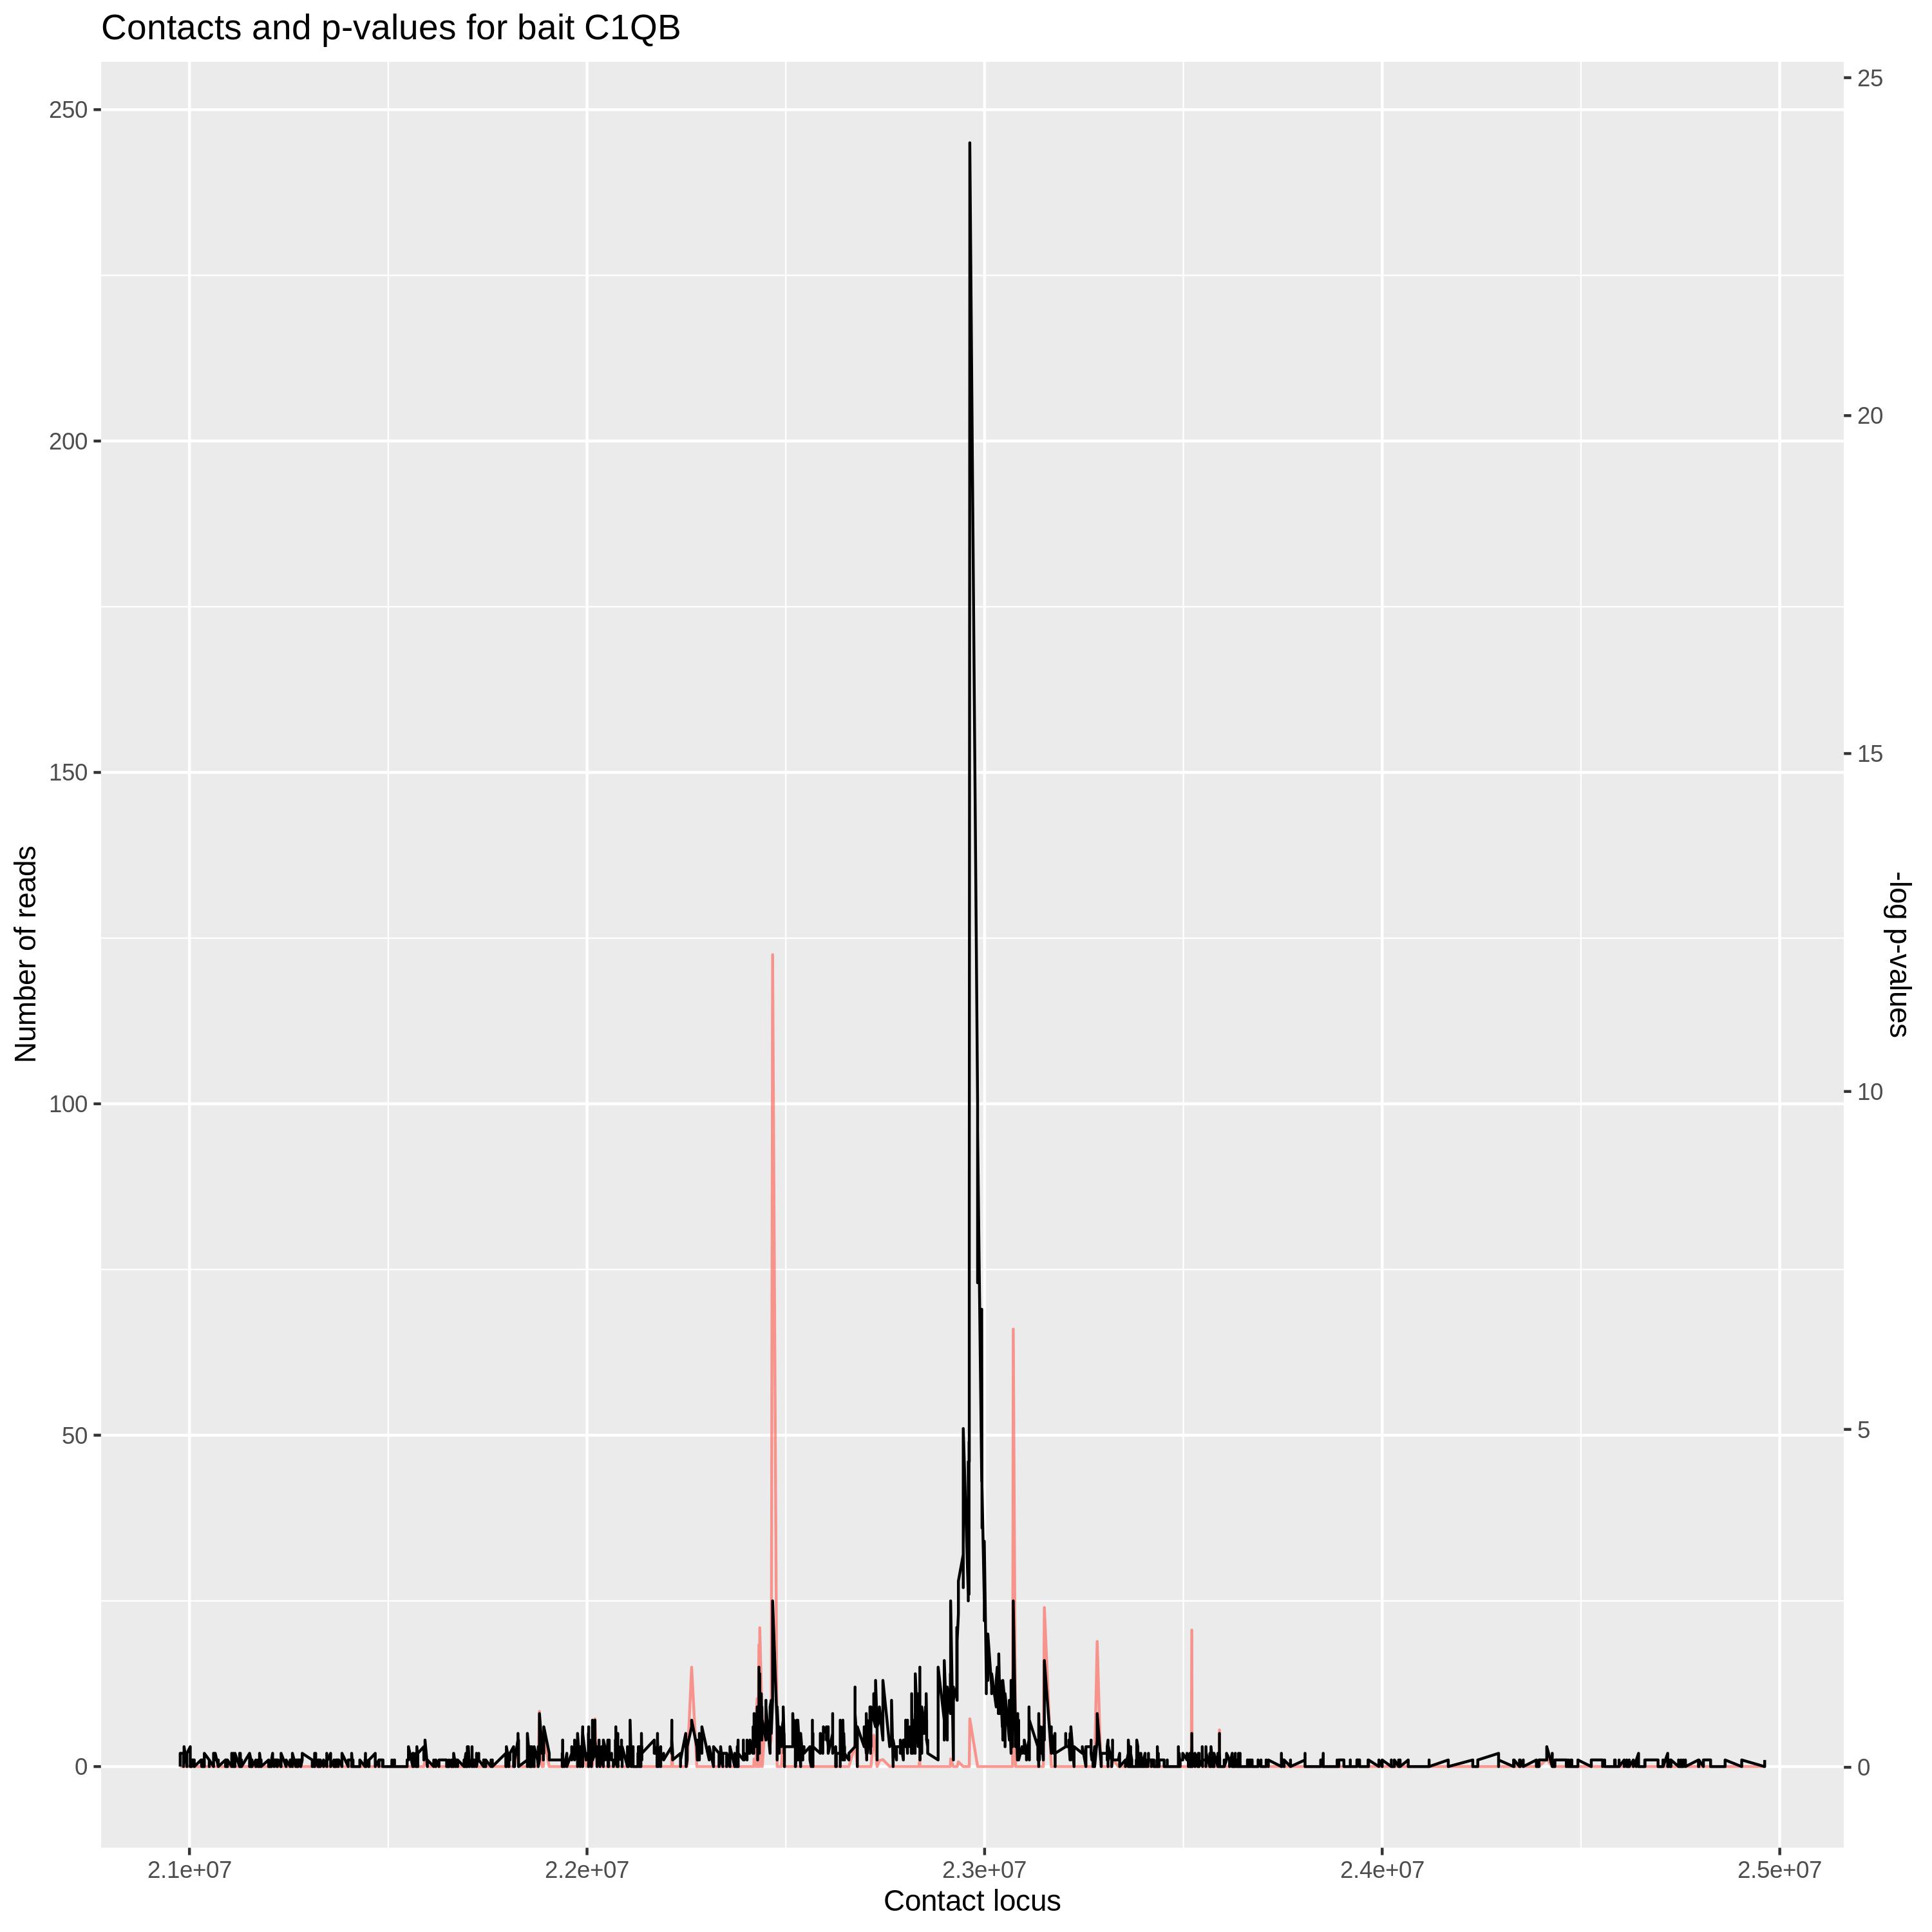 Contacts and p-values for bait C1QB
250
200
150
100
50
0
Number of reads
25
20
15
10
5
0
-log p-values
2.1e+07 2.2e+07 2.3e+07 2.4e+07 2.5e+07
Contact locus